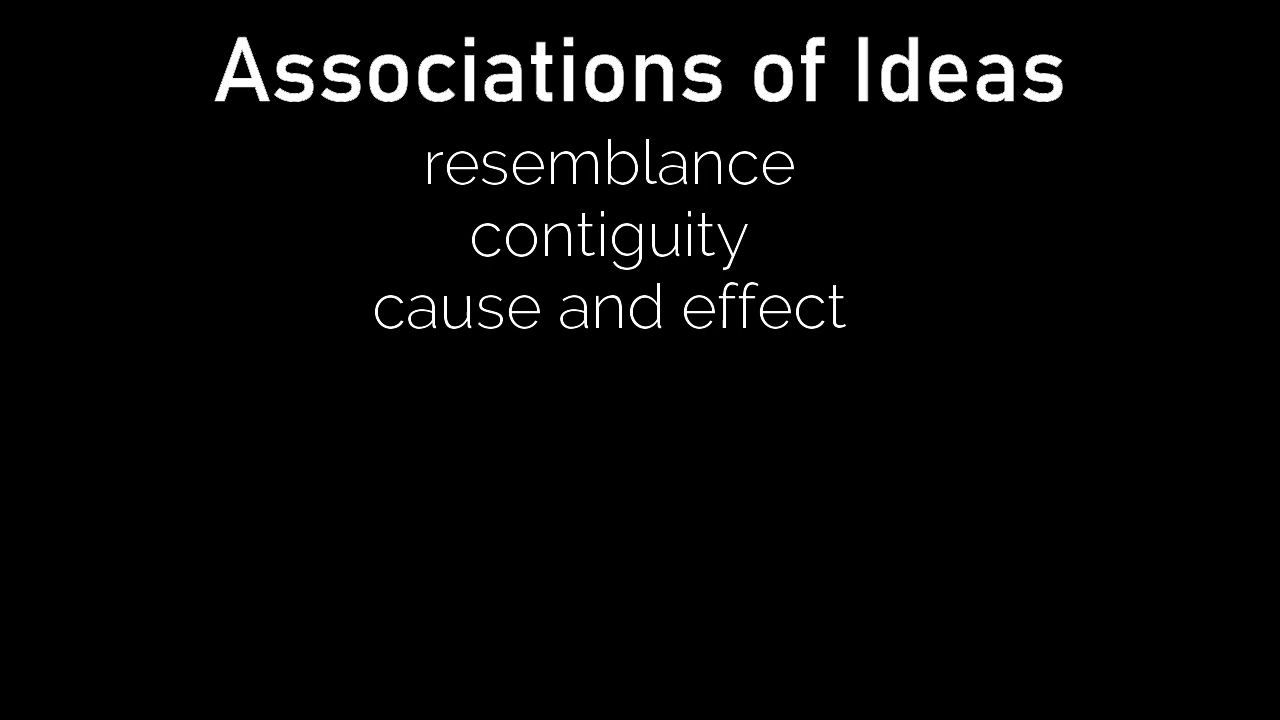 Associations of Ideas
resemblance
contiguity
cause and effect